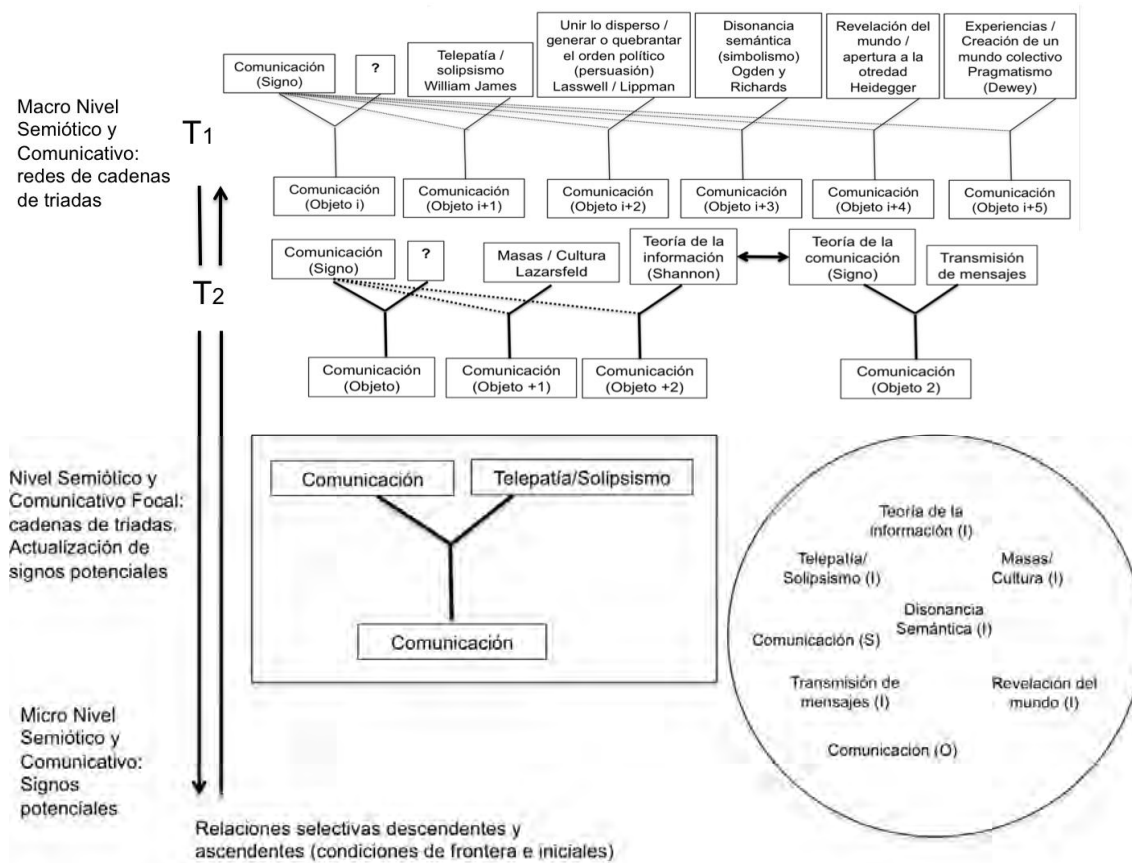 Comunicación
(Signo)
?
Telepatía /
solipsismo
William James
Unir lo disperso /
generar o quebrantar
el orden político
(persuasión)
Lasswell / Lippman
Disonancia
semántica
(simbolismo)
Ogden y
Richards
Revelación del
mundo /
apertura a la
otredad
Heidegger
Experiencias /
Creación de un
mundo colectivo
Pragmatismo
(Dewey)
Macro Nivel
Semiótico y
Comunicativo:
redes de cadenas
de triadas
T1
Comunicación
(Objeto i)
Comunicación
(Objeto i+1)
Comunicación
(Objeto i+2)
Comunicación
(Objeto i+3)
Comunicación
(Objeto i+4)
Comunicación
(Objeto i+5)
T2
Comunicación
(Signo)
?
Masas / Cultura
Lazarsfeld
Teoría de la
información
(Shannon)
Teoría de la
comunicación
(Signo)
Transmisión
de mensajes
Comunicación
(Objeto)
Comunicación
(Objeto +1)
Comunicación
(Objeto +2)
Comunicación
(Objeto 2)
Nivel Semiótico y
Comunicativo Focal:
cadenas de triadas.
Actualización de
signos potenciales
Comunicación
Telepatía/Solipsismo
Comunicación
Teoría de la
información (I)
Telepatía/
Solipsismo (I)
Masas/
Cultura (I)
Disonancia
Semántica (I)
Comunicación (S)
Transmisión de
mensajes (I)
Revelación del
mundo (I)
Comunicación (O)
Micro Nivel
Semiótico y
Comunicativo:
Signos
potenciales
Relaciones selectivas descendentes y
ascendentes (condiciones de frontera e iniciales)